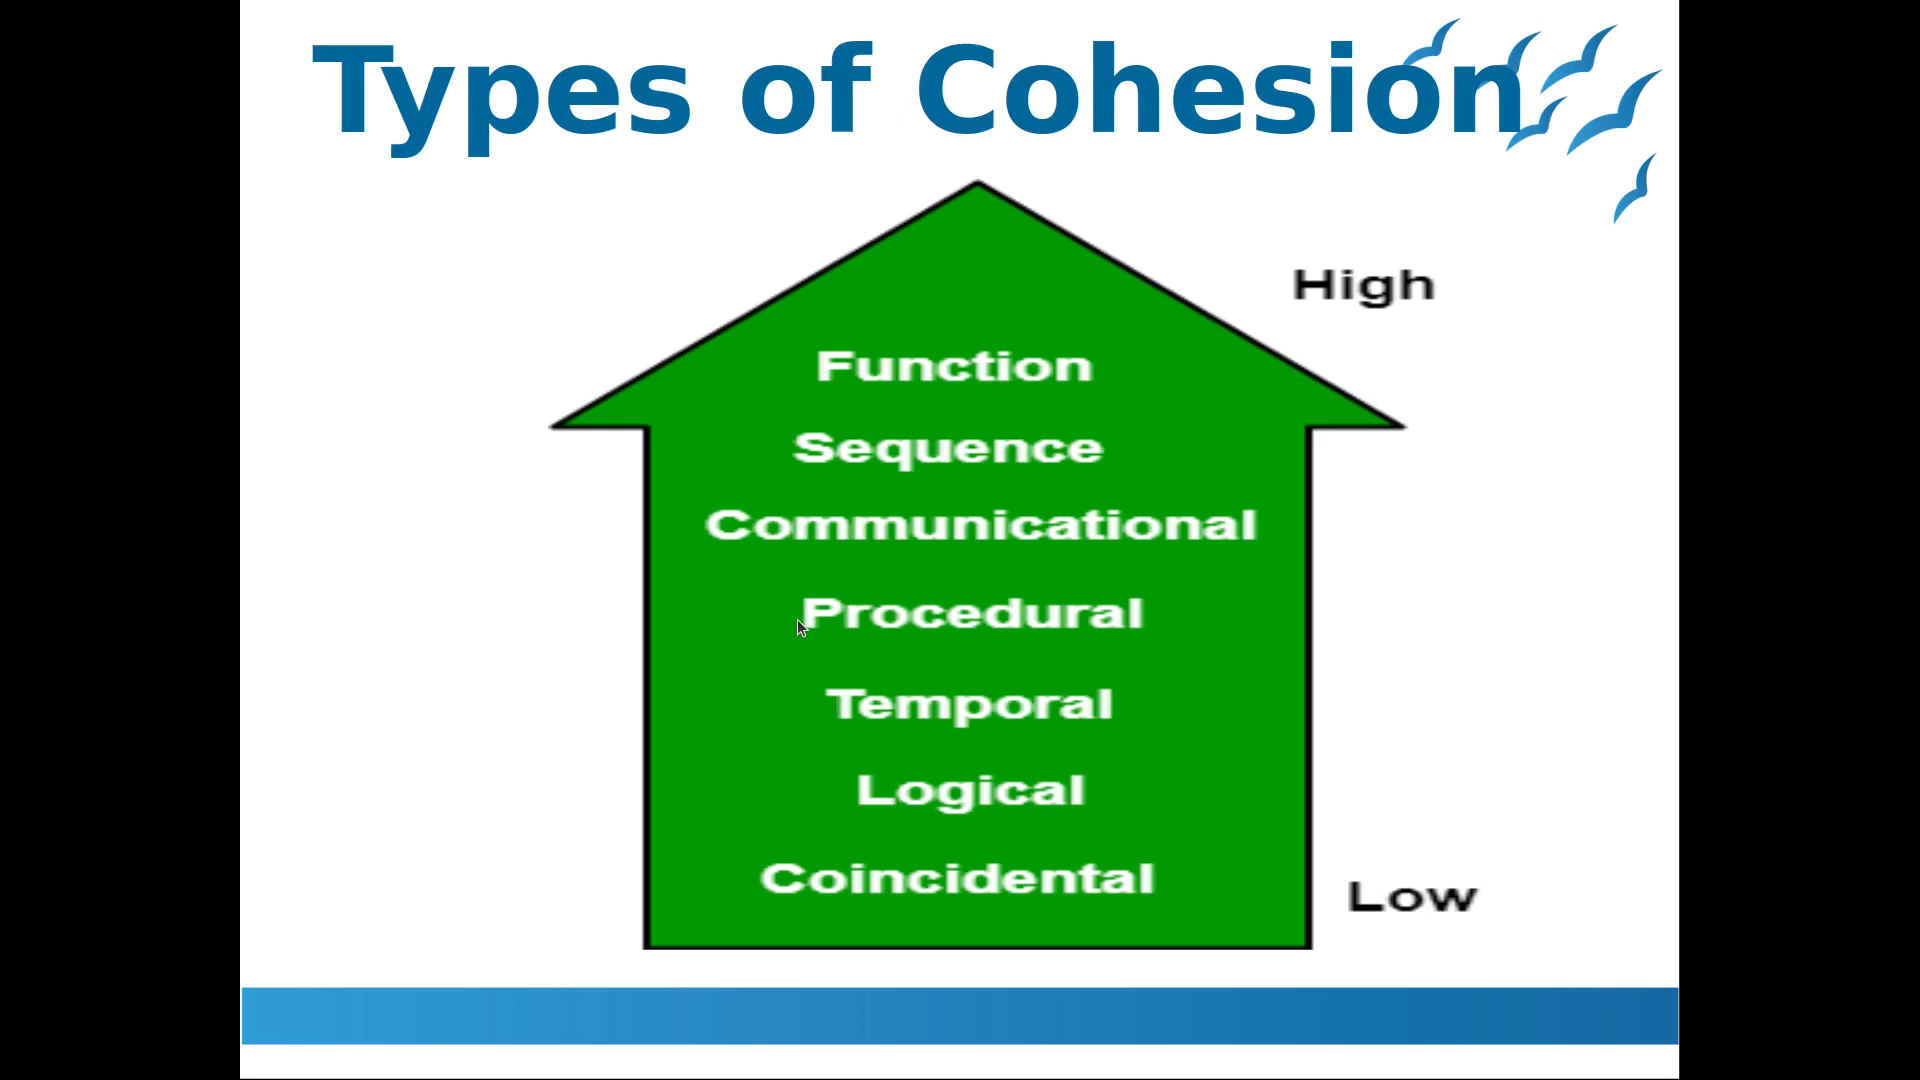 Types of Cohesion
High
Function
Sequence
Communicational
Procedural
Temporal
Logical
Coincidental
Low